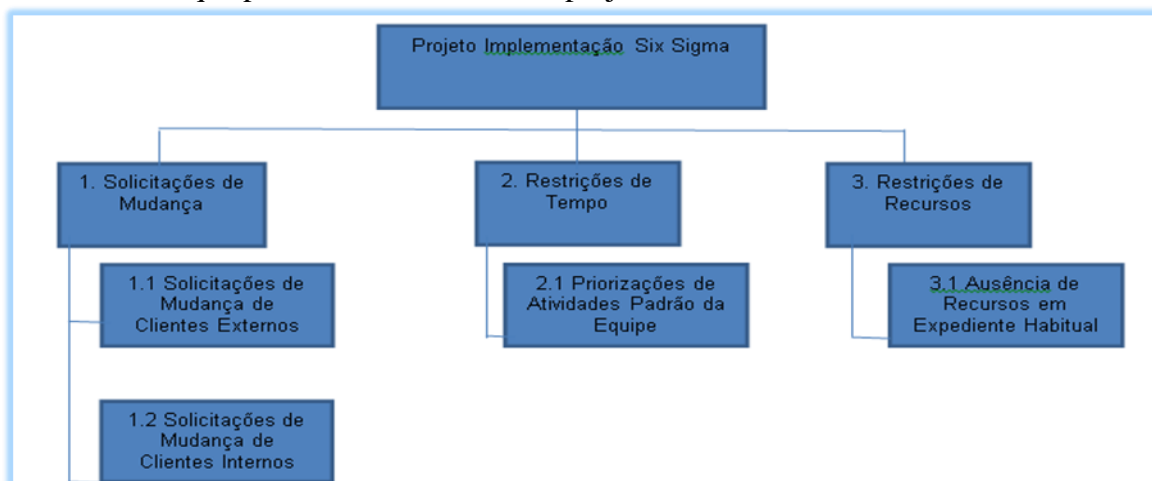 Projeto Implementação Six Sigma
1. Solicitações de
Mudança
2. Restrições de
Tempo
3. Restrições de
Recursos
1.1 Solicitações de
Mudança de
Clientes Externos
2.1 Priorizações de
Atividades Padrão da
Equipe
3.1 Ausência de
Recursos em
Expediente Habitual
1.2 Solicitações de
Mudança de
Clientes Internos